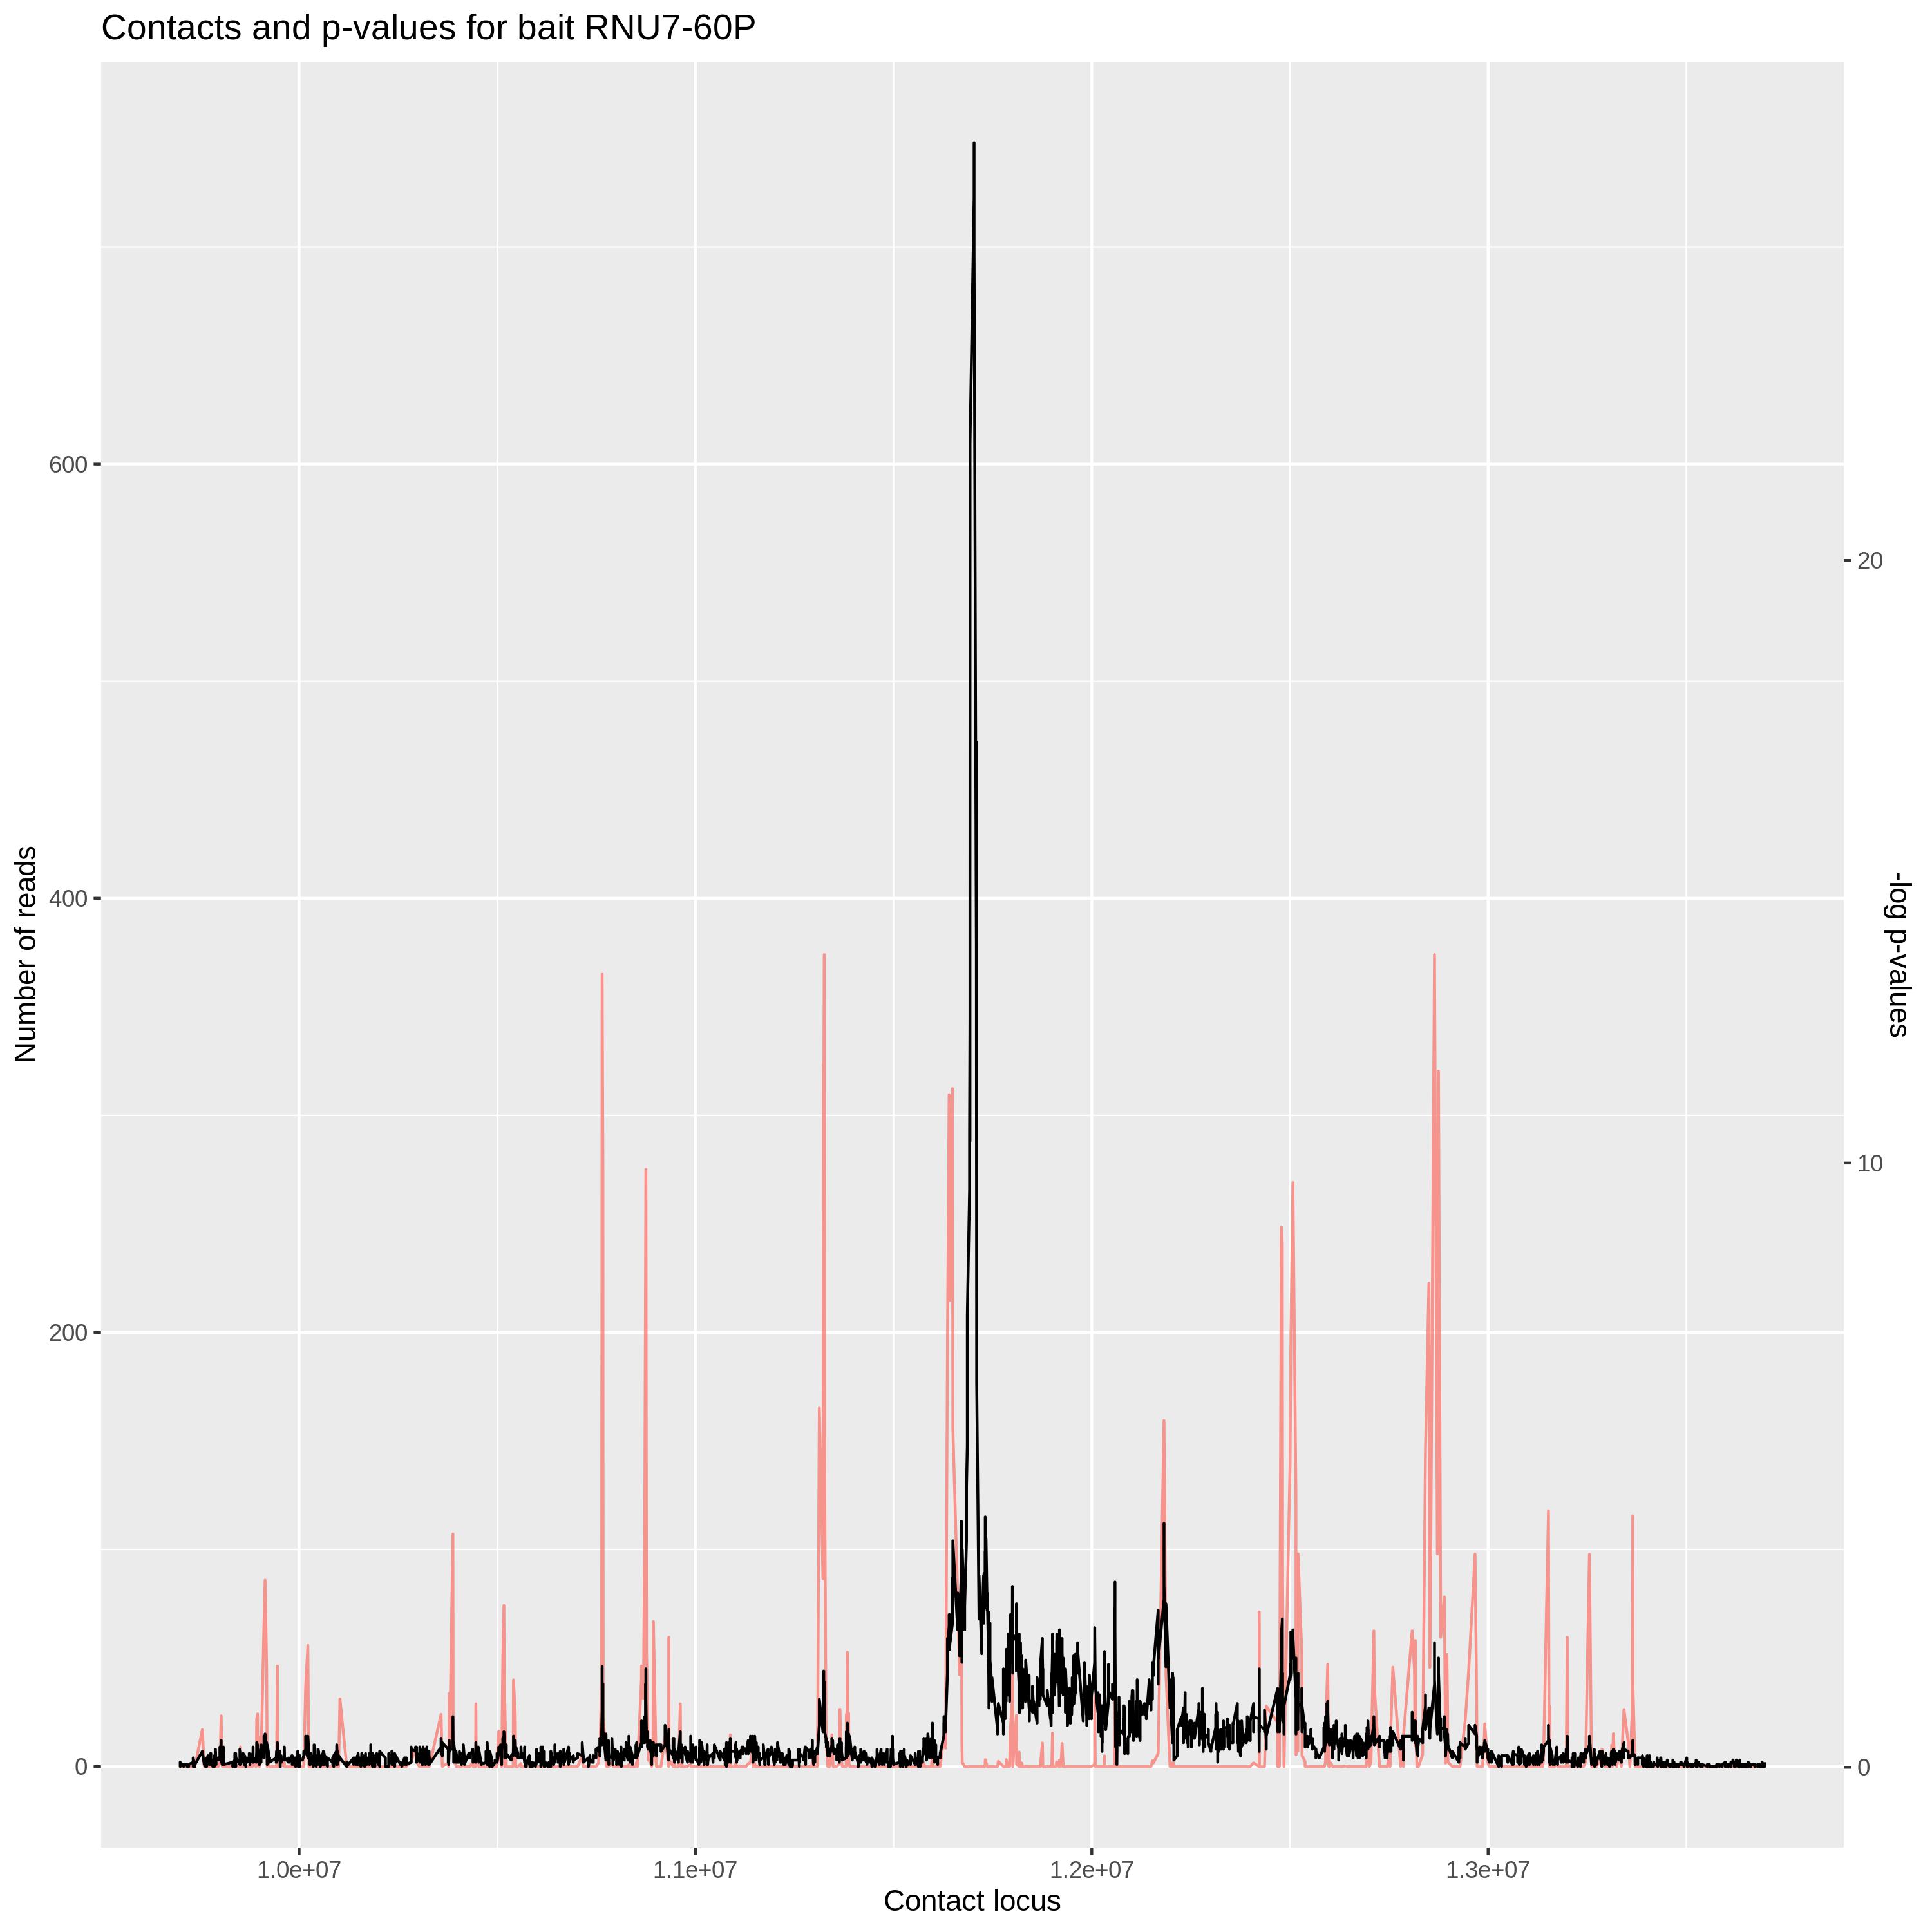 Contacts and p-values for bait RNU7-60P
600
400
200
0
Number of reads
20
10
0
-log p-values
1.0e+07 1.1e+07 1.2e+07 1.3e+07
Contact locus